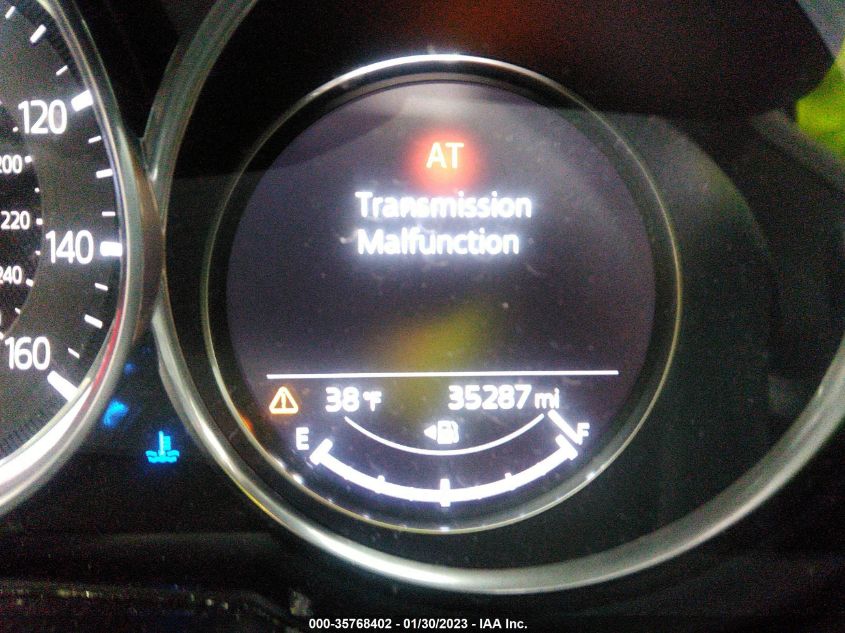 120
200
220
140
240
160
AT
Transmission
Malfunction
38°F
35287 mi
E
F
000-35768402 - 01/30/2023 - IAA Inc.